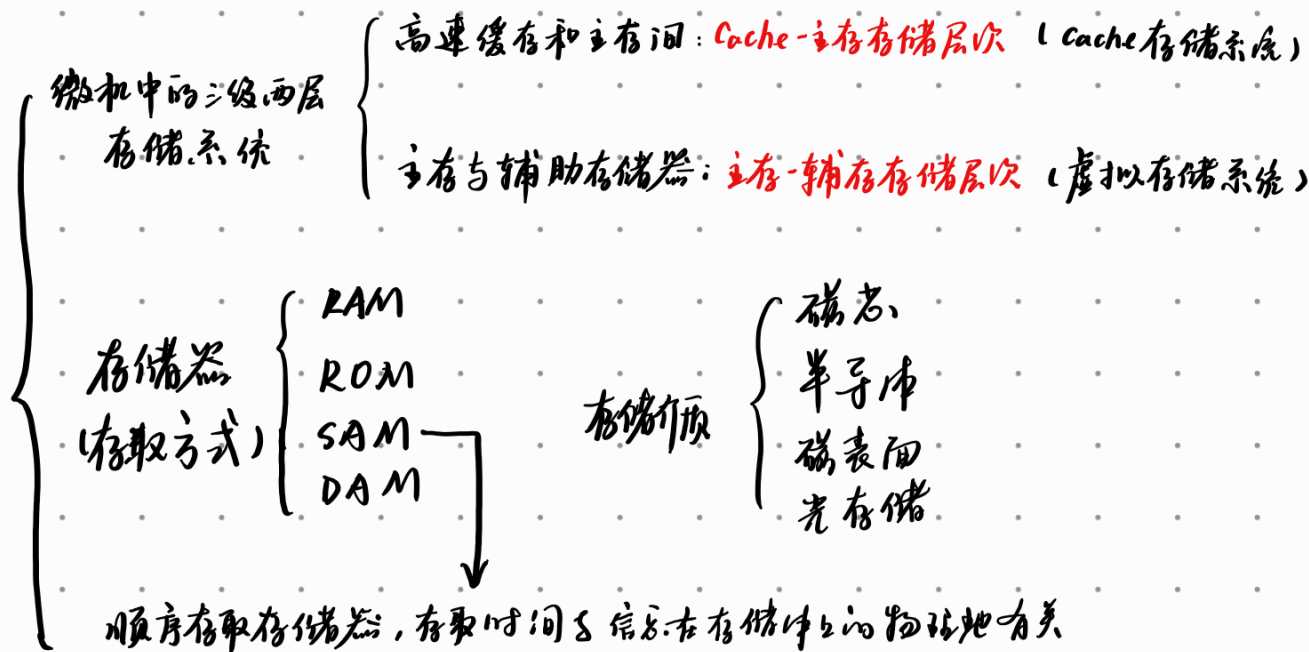 高速缓存和主存间：Cache-主存存储层次（Cache存储系统）
微机中的三级两层
存储系统
主存与辅助存储器：主存-辅存存储层次（虚拟存储系统）
存储器
（存取方式）
RAM
ROM
SAM
DAM
存储介质
磁芯
半导体
磁表面
光存储
顺序存取存储器，存取时间与信息在存储体上的物理地有关